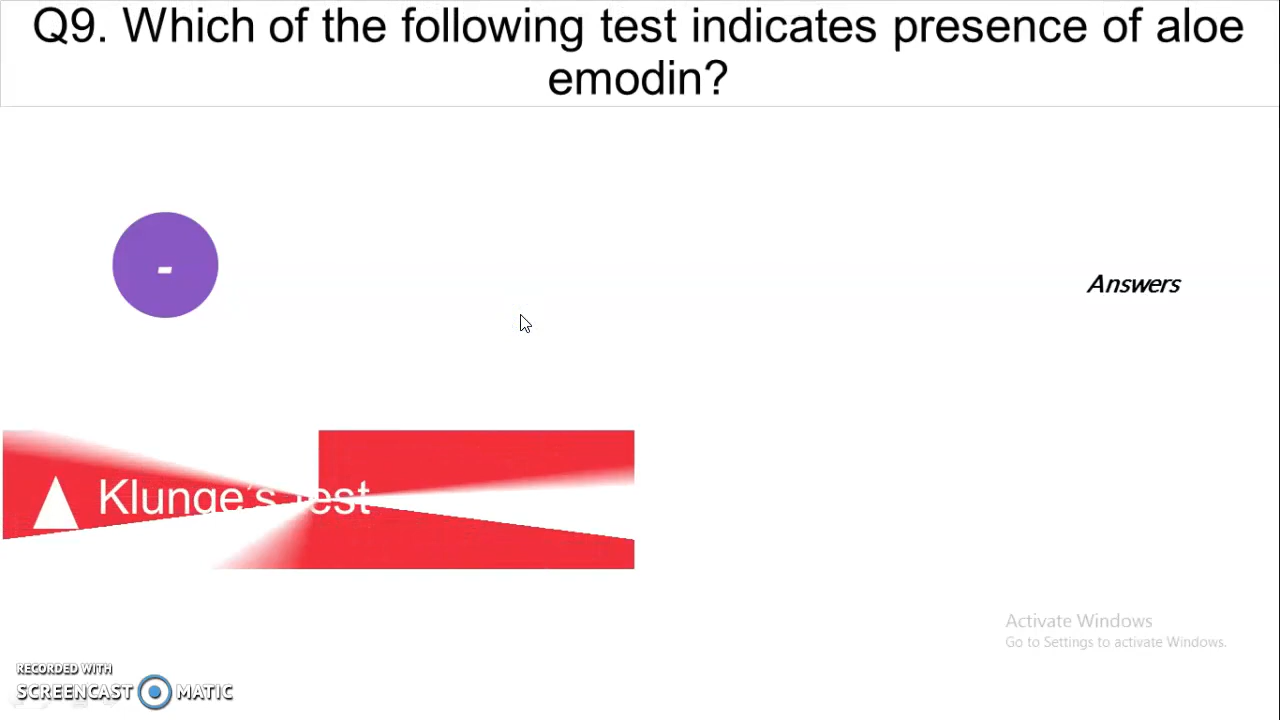 Q9. Which of the following test indicates presence of aloe
emodin?
-
Answers
Klunge's Test
Activate Windows
Go to Settings to activate Windows.
RECORDED WITH
SCREENCAST MATIC